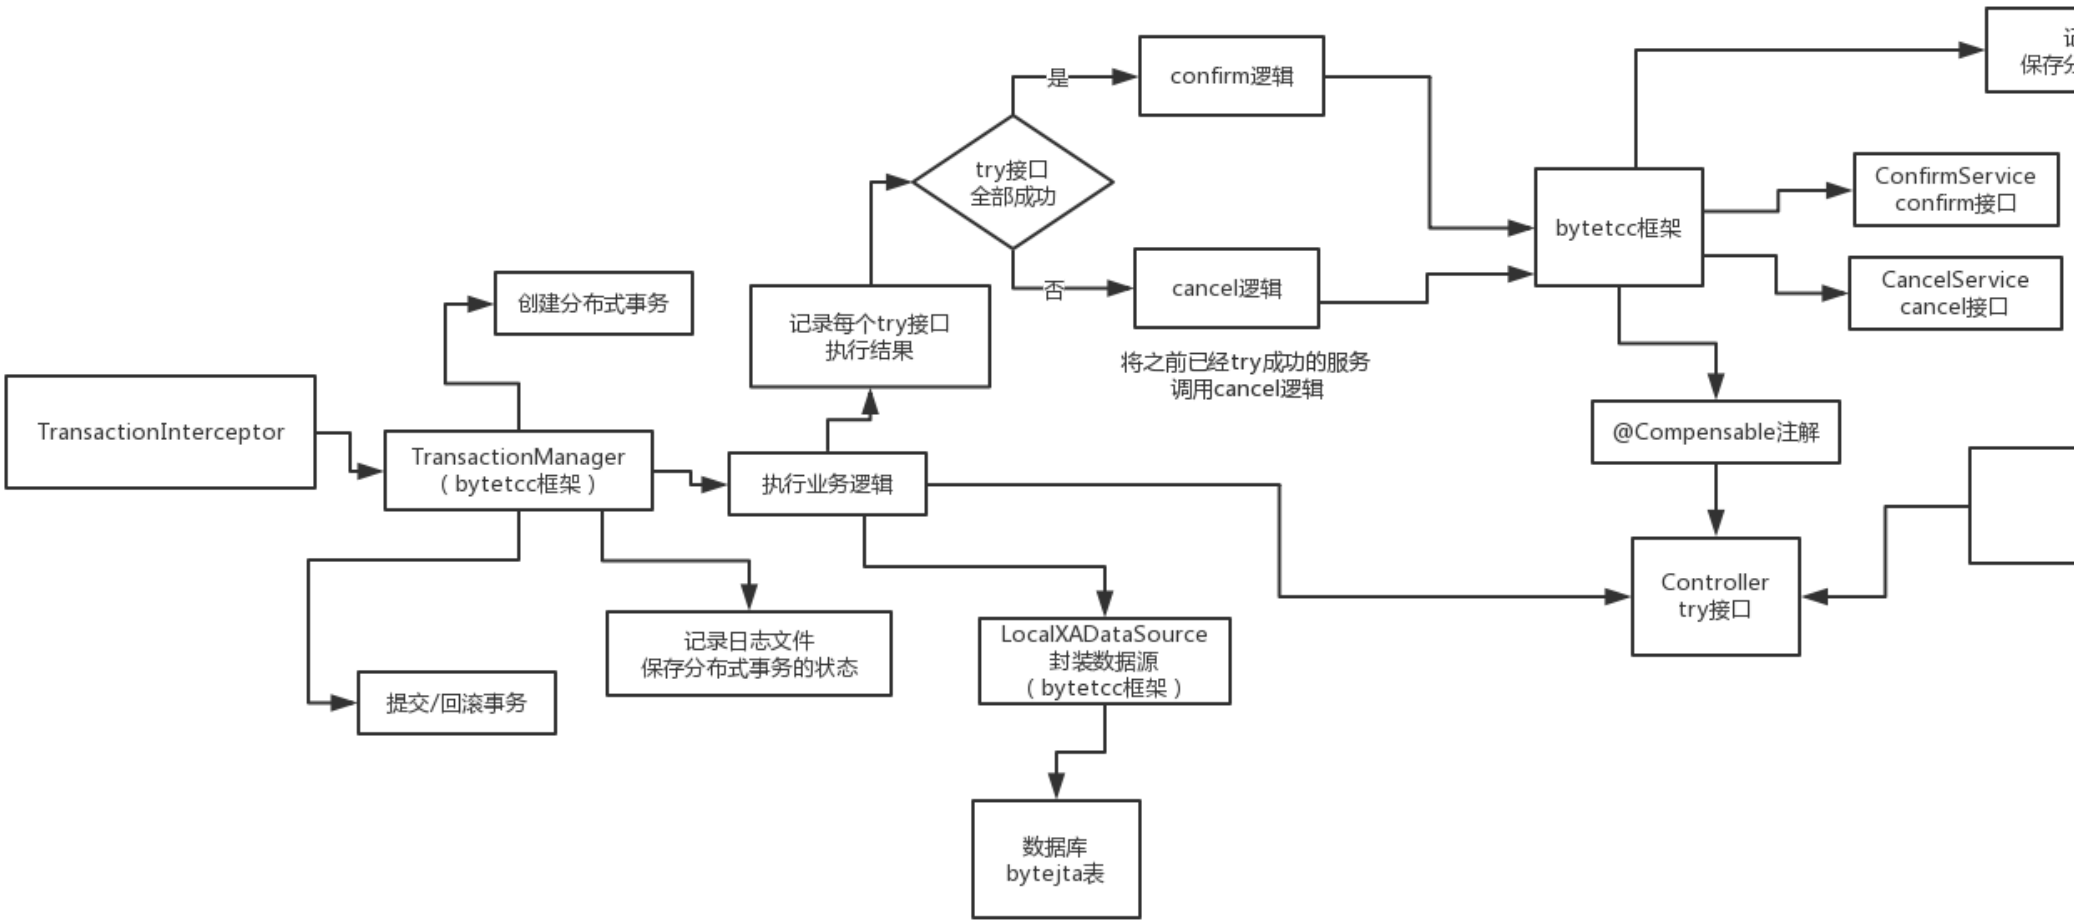 TransactionInterceptor
创建分布式事务
TransactionManager
（bytetcc框架）
提交/回滚事务
记录日志文件
保存分布式事务的状态
执行业务逻辑
记录每个try接口
执行结果
try接口
全部成功
是
否
confirm逻辑
cancel逻辑
将之前已经try成功的服务
调用cancel逻辑
LocalXADataSource
封装数据源
（bytetcc框架）
数据库
bytejta表
bytetcc框架
保存
ConfirmService
confirm接口
CancelService
cancel接口
@Compensable注解
Controller
try接口